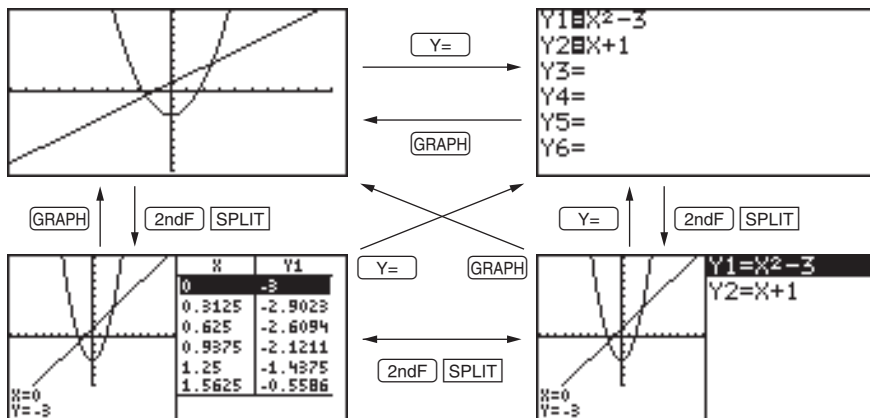 Y=
GRAPH
Y1=X²-3
Y2=X+1
Y3=
Y4=
Y5=
Y6=
GRAPH
2ndF SPLIT
Y=
GRAPH
Y=
2ndF SPLIT
X Y1
0 -3
0.3125 -2.9023
0.625 -2.6094
0.9375 -2.1211
1.25 -1.4375
1.5625 -0.5586
X=0
Y=-3
2ndF SPLIT
Y1=X²-3
Y2=X+1
X=0
Y=-3